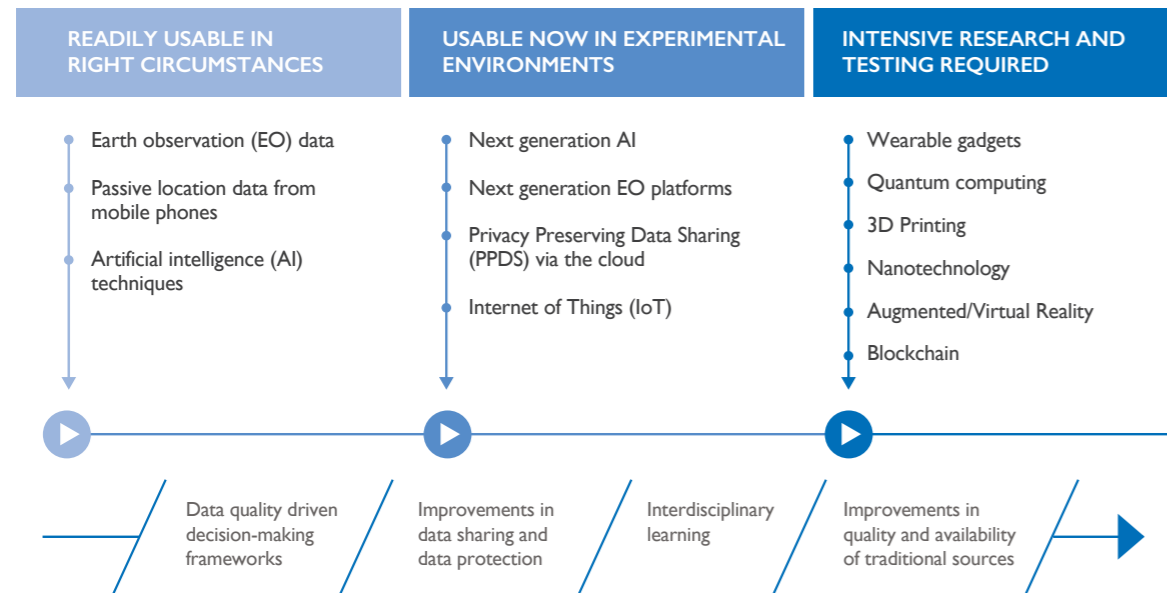 READILY USABLE IN
RIGHT CIRCUMSTANCES
Earth observation (EO) data
Passive location data from
mobile phones
Artificial intelligence (AI)
techniques
USABLE NOW IN EXPERIMENTAL
ENVIRONMENTS
Next generation AI
Next generation EO platforms
Privacy Preserving Data Sharing
(PPDS) via the cloud
Internet of Things (IoT)
INTENSIVE RESEARCH AND
TESTING REQUIRED
Wearable gadgets
Quantum computing
3D Printing
Nanotechnology
Augmented/Virtual Reality
Blockchain
Data quality driven
decision-making
frameworks
Improvements in
data sharing and
data protection
Interdisciplinary
learning
Improvements in
quality and availability
of traditional sources